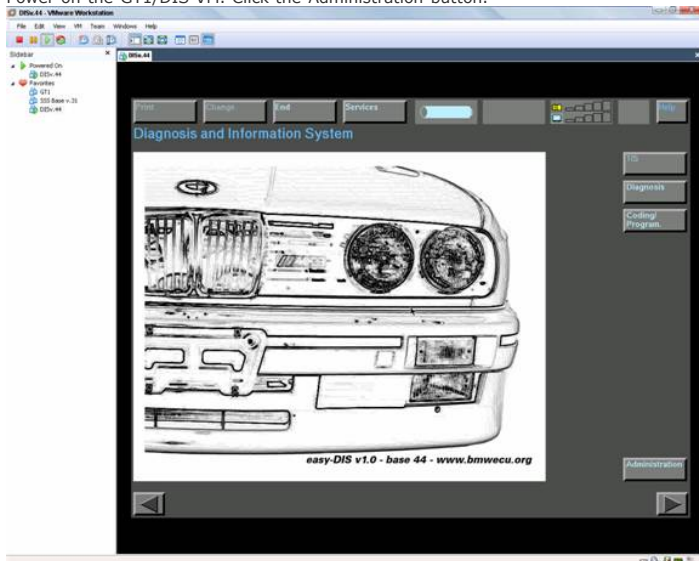 Power on the GT1/DIS VM. Click the Administration button.
DISv.44 - VMware Workstation
File Edit View VM Team Windows Help
Sidebar
DISv.44
Powered On
DISv.44
Favorites
GT1
SSS Base v.31
DISv.44
Print Change End Services Help
Diagnosis and Information System
TIS
Diagnosis
Coding/
Program.
easy-DIS v1.0 - base 44 - www.bmwecu.org
Administration